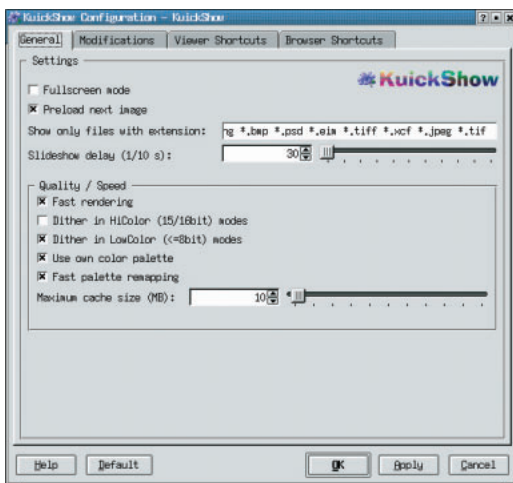 KuickShow Configuration - KuickShow
General Modifications Viewer Shortcuts Browser Shortcuts
Settings
KuickShow
Fullscreen mode
Preload next image
Show only files with extension: ng *.bmp *.psd *.eim *.tiff *.xcf *.jpeg *.tif
Slideshow delay (1/10 s): 30
Quality / Speed
Fast rendering
Dither in HiColor (15/16bit) modes
Dither in LowColor (<=8bit) modes
Use own color palette
Fast palette remapping
Maximum cache size (MB): 10
Help Default OK Apply Cancel